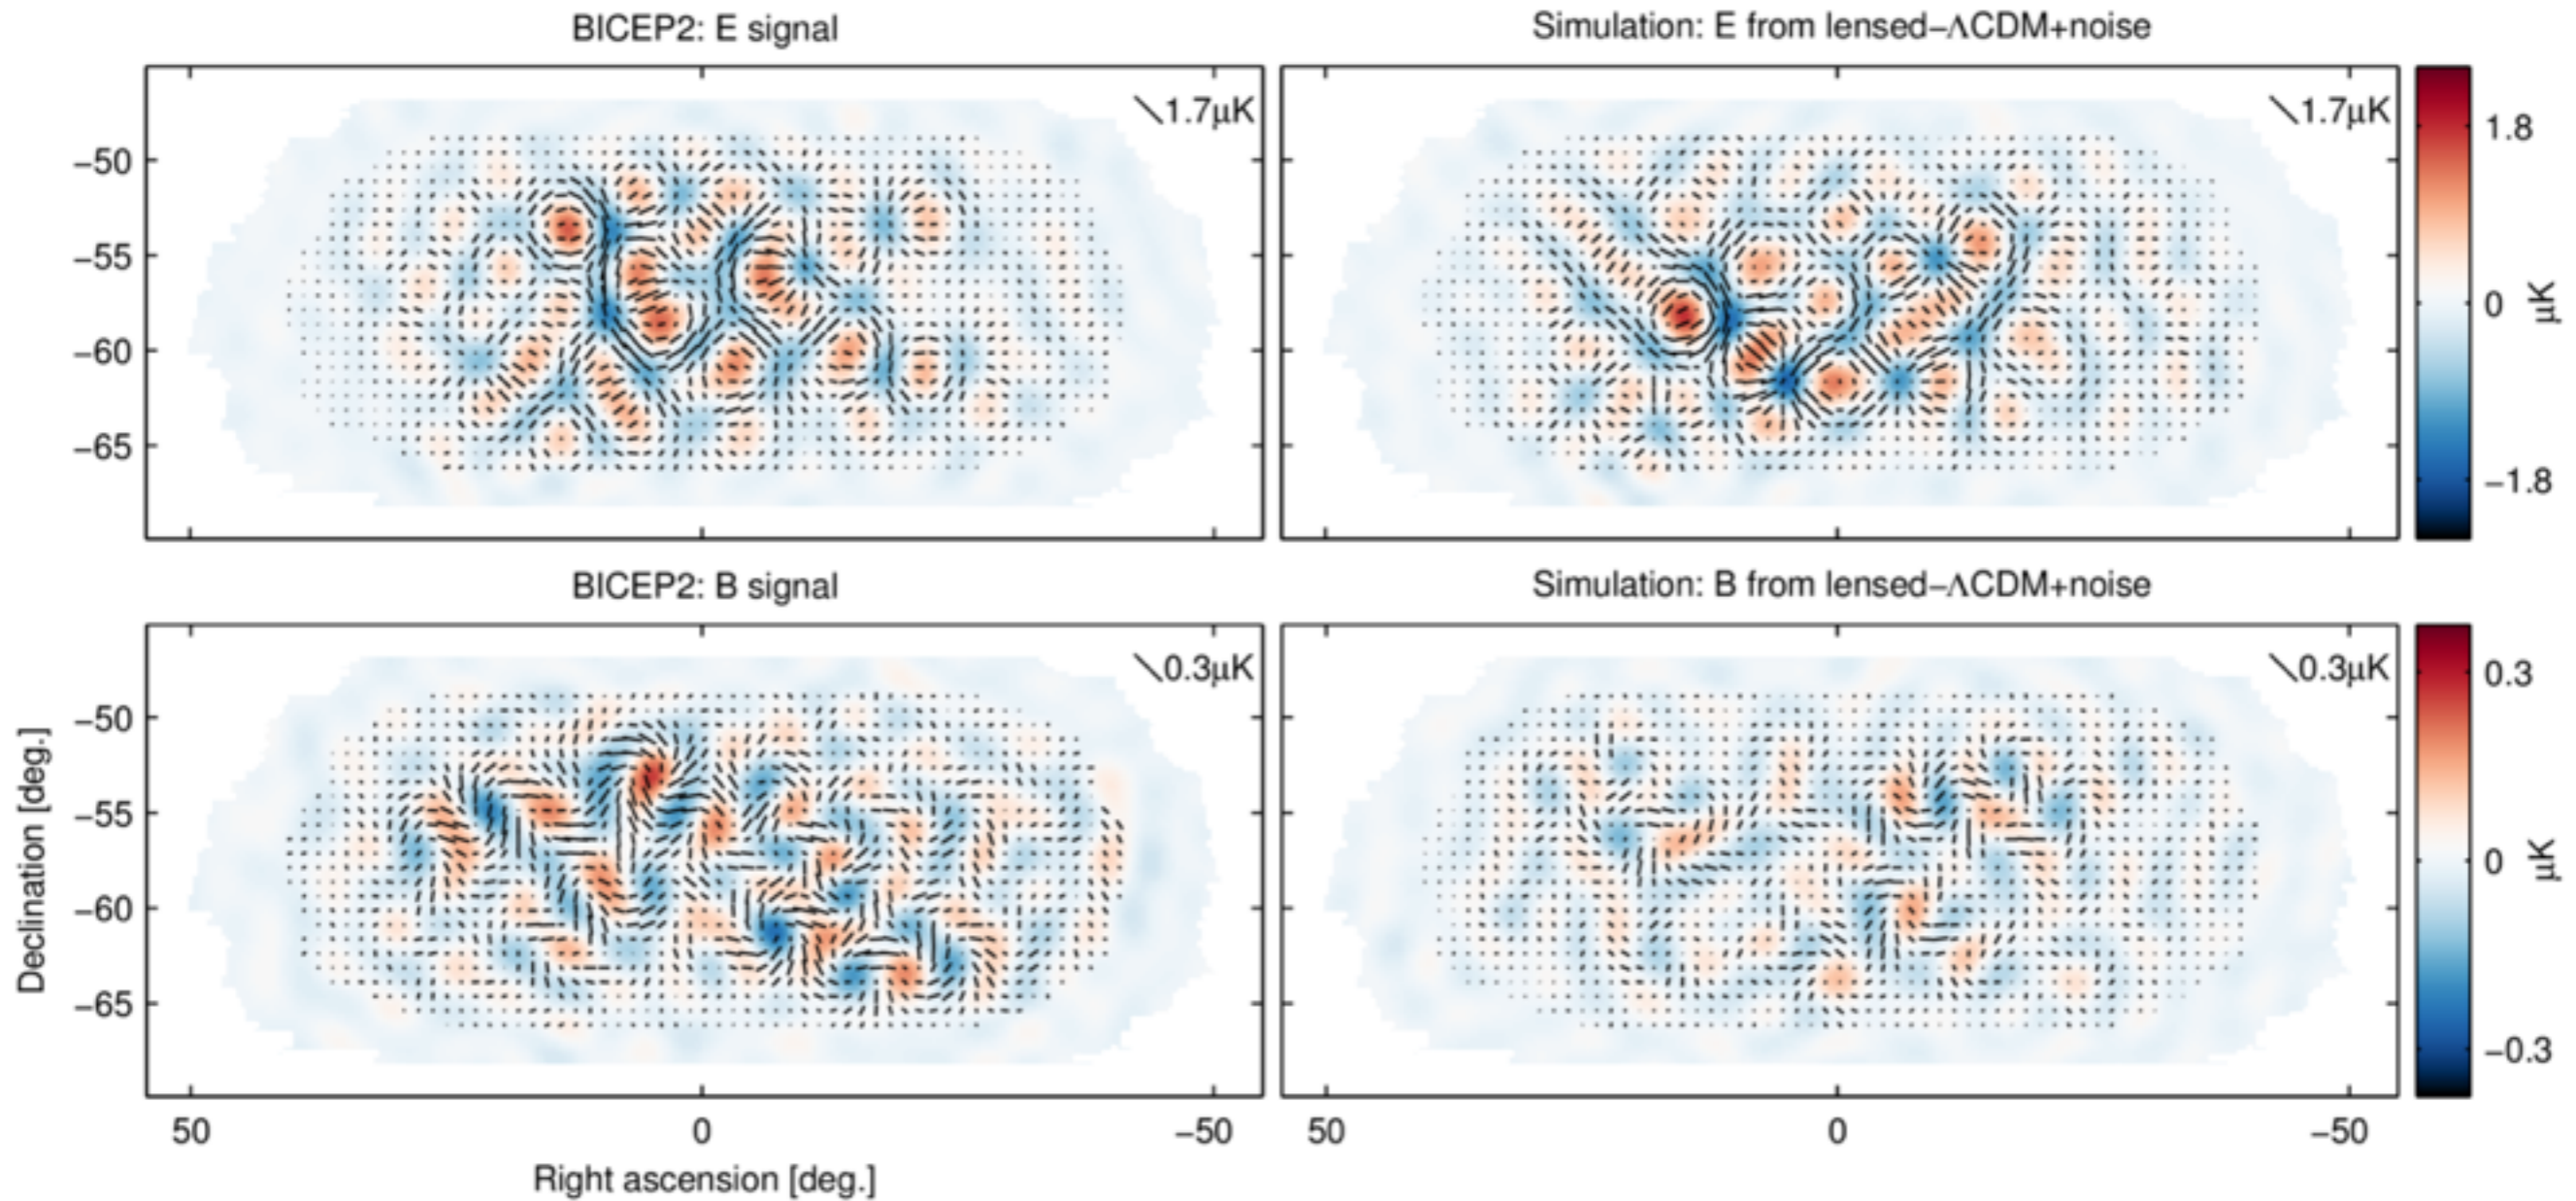 BICEP2: E signal
Simulation: E from lensed−ΛCDM+noise
1.7μK
1.7μK
−50
−55
−60
−65
1.8
0
−1.8
μK
BICEP2: B signal
Simulation: B from lensed−ΛCDM+noise
0.3μK
0.3μK
Declination [deg.]
−50
−55
−60
−65
0.3
0
−0.3
μK
50
0
−50
50
0
−50
Right ascension [deg.]